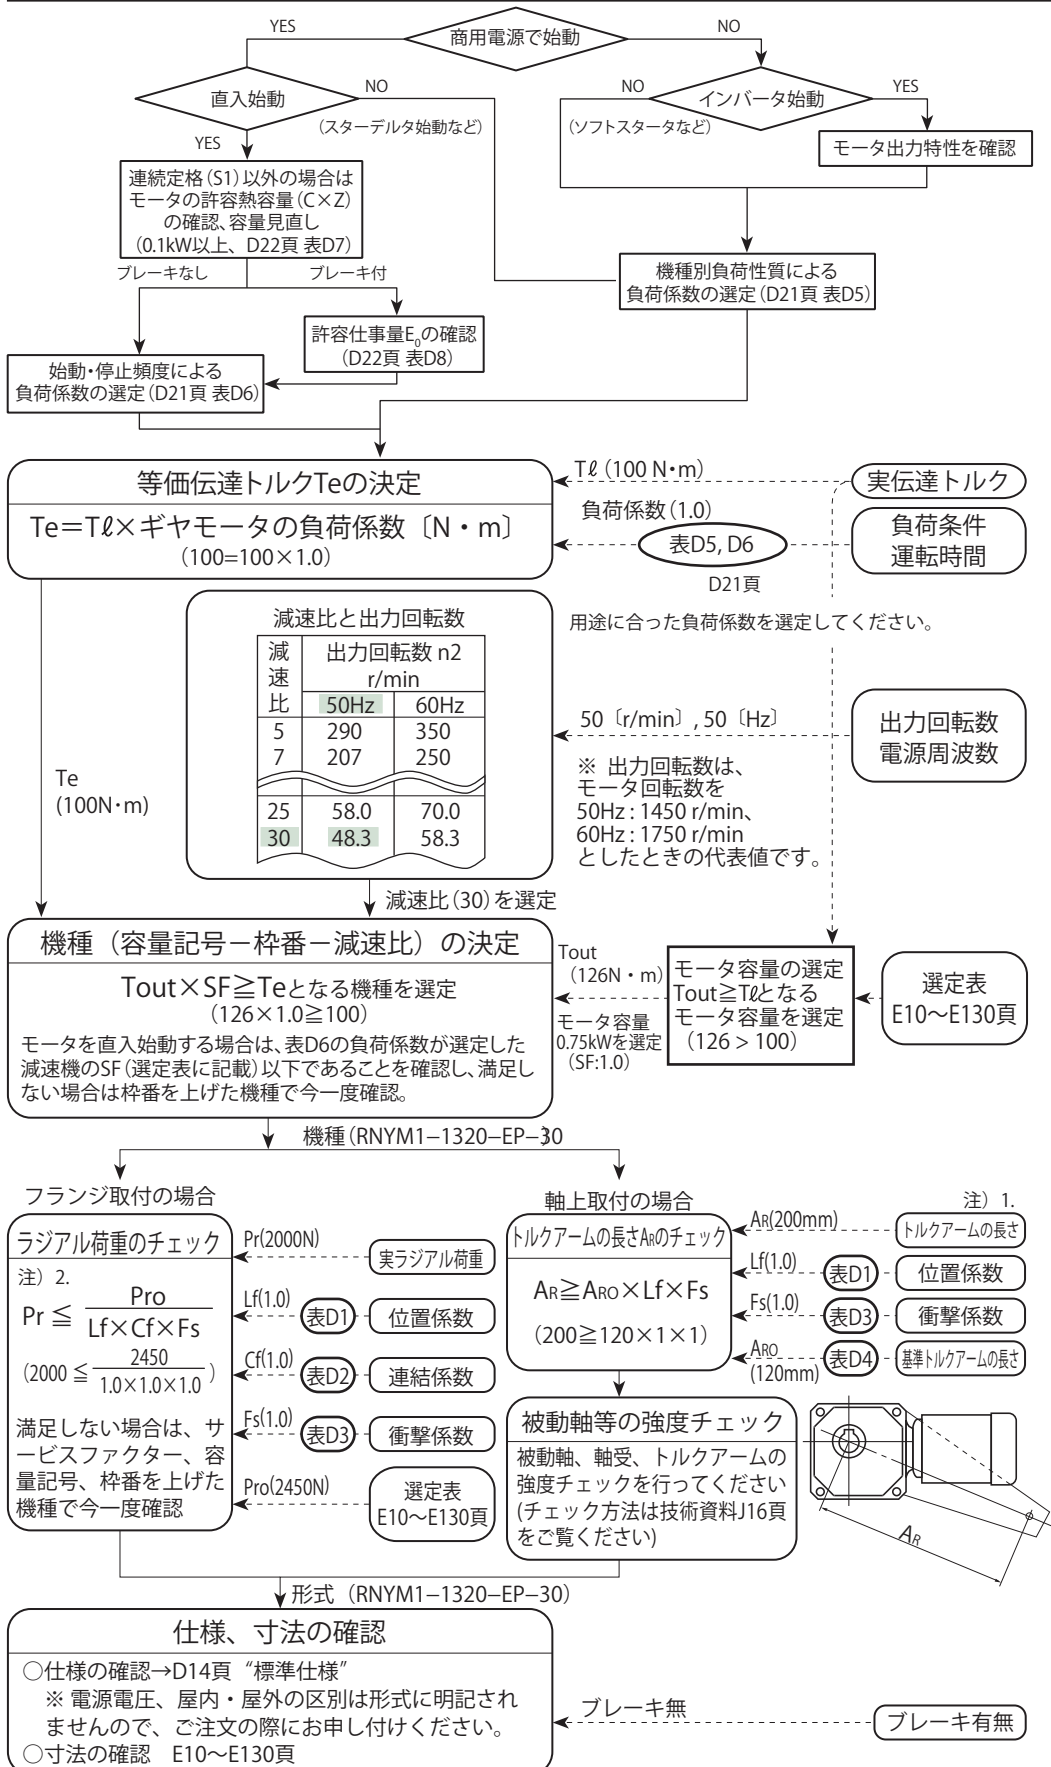 商用電源で始動
YES
NO
直入始動
NO
(スターデルタ始動など)
YES
インバータ始動
NO
YES
(ソフトスタータなど)
モータ出力特性を確認
連続定格(S1)以外の場合は
モータの許容熱容量(C×Z)
の確認、容量見直し
(0.1kW以上、D22頁 表D7)
ブレーキなし
ブレーキ付
機種別負荷性質による
負荷係数の選定(D21頁 表D5)
許容仕事量E0の確認
(D22頁 表D8)
始動・停止頻度による
負荷係数の選定(D21頁 表D6)
等価伝達トルクTeの決定
Te=Tℓ×ギヤモータの負荷係数〔N・m〕
(100=100×1.0)
Tℓ(100 N・m)
実伝達トルク
負荷係数(1.0)
表D5, D6
D21頁
負荷条件
運転時間
用途に合った負荷係数を選定してください。
減速比と出力回転数
減速比 出力回転数 n2
r/min
50Hz 60Hz
5 290 350
7 207 250
25 58.0 70.0
30 48.3 58.3
50〔r/min〕, 50〔Hz〕
出力回転数
電源周波数
※ 出力回転数は、
モータ回転数を
50Hz : 1450 r/min、
60Hz : 1750 r/min
としたときの代表値です。
Te
(100N・m)
減速比(30)を選定
機種(容量記号−枠番−減速比)の決定
Tout×SF≧Teとなる機種を選定
(126×1.0≧100)
モータを直入始動する場合は、表D6の負荷係数が選定した
減速機のSF(選定表に記載)以下であることを確認し、満足し
ない場合は枠番を上げた機種で今一度確認。
Tout
(126N・m)
モータ容量
0.75kWを選定
(SF:1.0)
モータ容量の選定
Tout≧Tℓとなる
モータ容量を選定
(126 > 100)
選定表
E10〜E130頁
機種(RNYM1−1320−EP−30)
フランジ取付の場合
ラジアル荷重のチェック
注) 2.
Pr ≦ Pro
Lf×Cf×Fs
(2000 ≦ 2450
1.0×1.0×1.0)
満足しない場合は、サ
ービスファクター、容
量記号、枠番を上げた
機種で今一度確認
Pr(2000N)
実ラジアル荷重
Lf(1.0)
表D1
位置係数
Cf(1.0)
表D2
連結係数
Fs(1.0)
表D3
衝撃係数
Pro(2450N)
選定表
E10〜E130頁
軸上取付の場合
注) 1.
トルクアームの長さARのチェック
AR≧ARO×Lf×Fs
(200≧120×1×1)
AR(200mm)
トルクアームの長さ
Lf(1.0)
表D1
位置係数
Fs(1.0)
表D3
衝撃係数
ARO
(120mm)
表D4
基準トルクアームの長さ
被動軸等の強度チェック
被動軸、軸受、トルクアームの
強度チェックを行ってください
(チェック方法は技術資料J16頁
をご覧ください)
AR
形式(RNYM1−1320−EP−30)
仕様、寸法の確認
○仕様の確認→D14頁“標準仕様”
※ 電源電圧、屋内・屋外の区別は形式に明記され
ませんので、ご注文の際にお申し付けください。
○寸法の確認 E10〜E130頁
ブレーキ無
ブレーキ有無